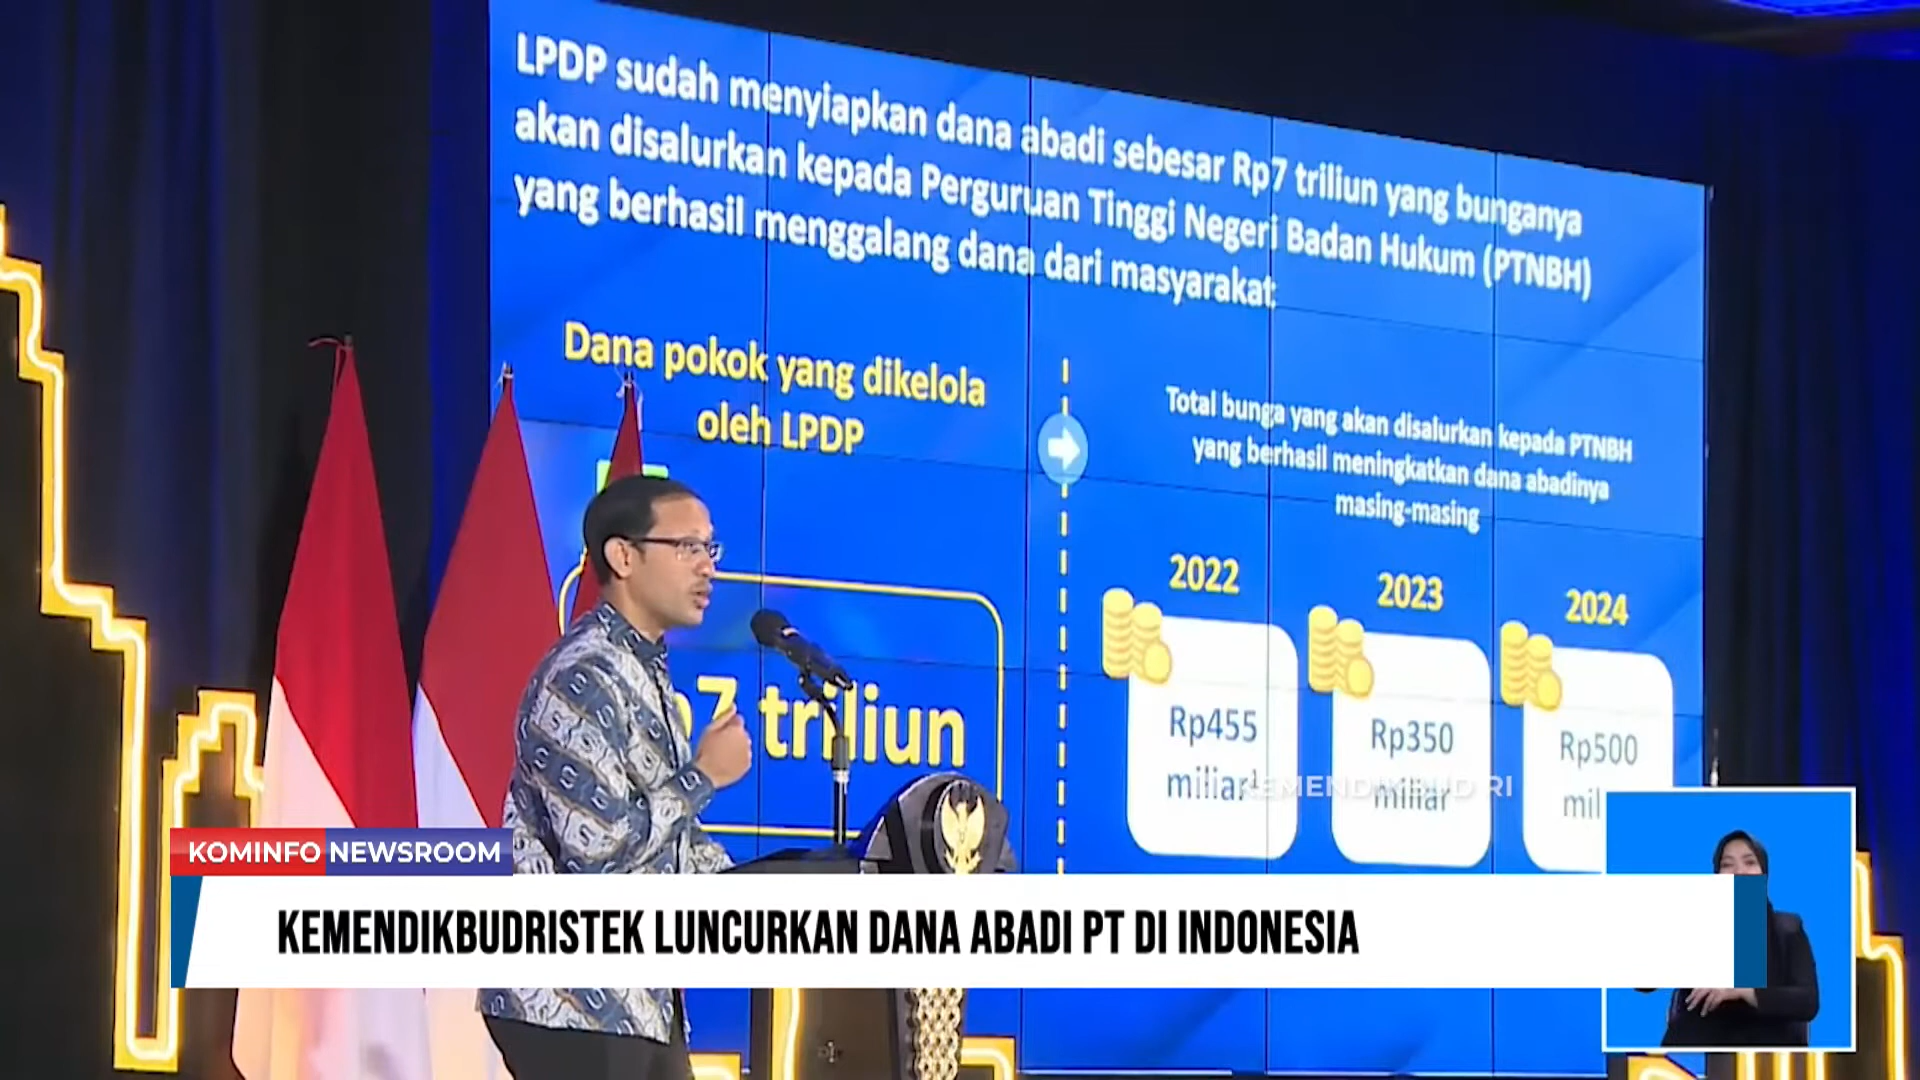 LPDP sudah menyiapkan dana abadi sebesar Rp7 triliun yang bunganya
akan disalurkan kepada Perguruan Tinggi Negeri Badan Hukum (PTNBH)
yang berhasil menggalang dana dari masyarakat:
Dana pokok yang dikelola
oleh LPDP
triliun
Total bunga yang akan disalurkan kepada PTNBH
yang berhasil meningkatkan dana abadinya
masing-masing
2022
2023
2024
Rp455
miliar¹
Rp350
miliar
Rp500
KEMENDIKBUD RI
KOMINFO NEWSROOM
KEMENDIKBUDRISTEK LUNCURKAN DANA ABADI PT DI INDONESIA